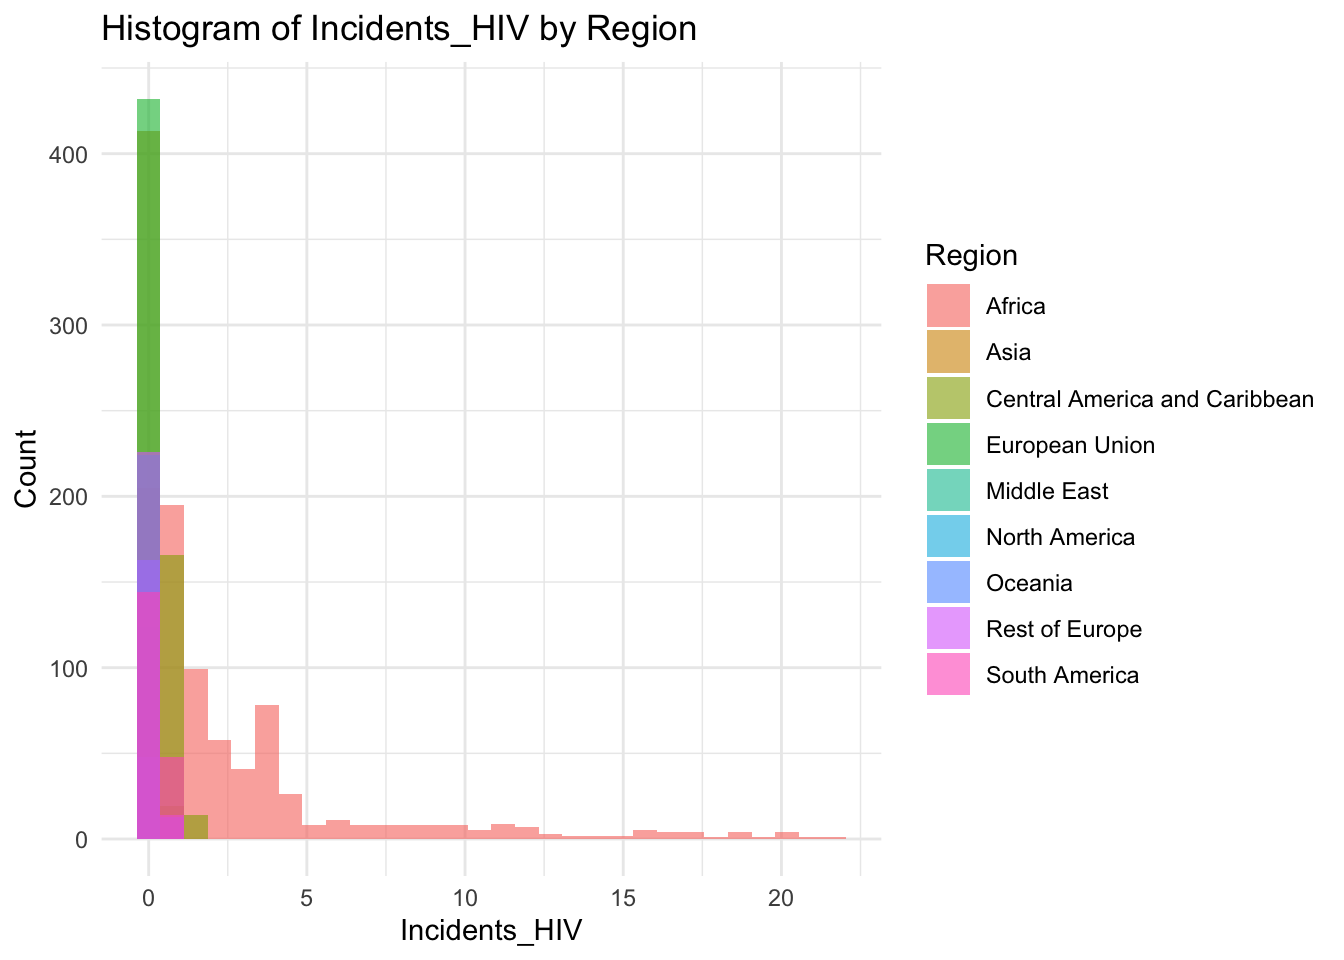 Histogram of Incidents_HIV by Region
Count
400
300
200
100
0
0 5 10 15 20
Incidents_HIV
Region
Africa
Asia
Central America and Caribbean
European Union
Middle East
North America
Oceania
Rest of Europe
South America